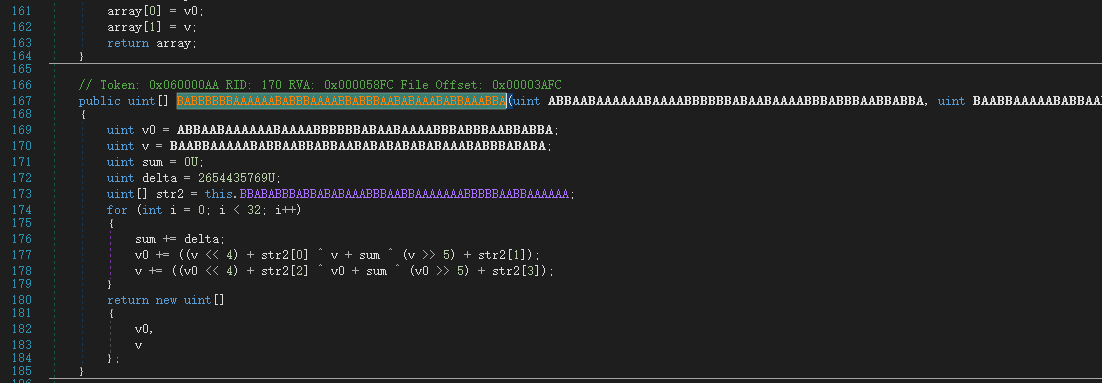 161 array[0] = v0;
162 array[1] = v;
163 return array;
164 }
165
166 // Token: 0x060000AA RID: 170 RVA: 0x000058FC File Offset: 0x00003AFC
167 public uint[] BABBBBBBAAAAAABABBBAAAABBABBBAABABAAABABBAAABBA(uint ABBAABAAAAAABAAAABBBBBBABAABAAAABBBABBBAABBABBA, uint
168 {
169 uint v0 = ABBAABAAAAAABAAAABBBBBBABAABAAAABBBABBBAABBABBA;
170 uint v = BAABBAAAAABABBAABBABBAABABABABABABAAABABBBABABA;
171 uint sum = 0U;
172 uint delta = 2654435769U;
173 uint[] str2 = this.BBABABBBABBABABAAABBBAABBAAAAAAABBBBBAABBAAAAAA;
174 for (int i = 0; i < 32; i++)
175 {
176 sum += delta;
177 v0 += ((v << 4) + str2[0] ^ v + sum ^ (v >> 5) + str2[1]);
178 v += ((v0 << 4) + str2[2] ^ v0 + sum ^ (v0 >> 5) + str2[3]);
179 }
180 return new uint[]
181 {
182 v0,
183 v
184 };
185 }